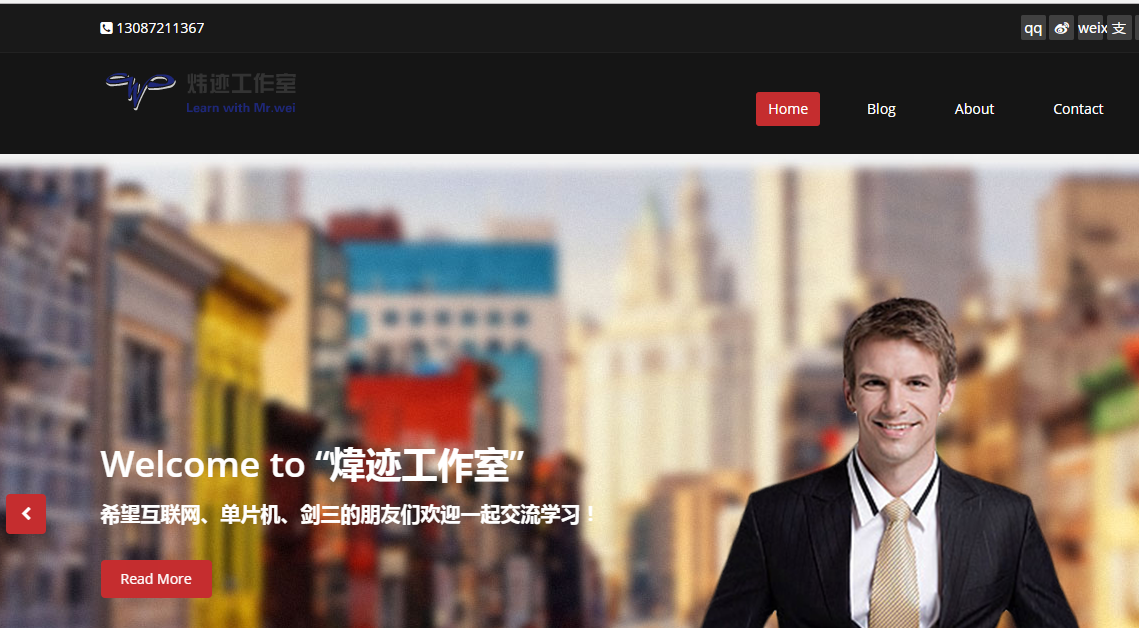 13087211367
qq
weix
支
炜迹工作室
Learn with Mr.wei
Home
Blog
About
Contact
Welcome to “煒迹工作室”
希望互联网、单片机、剑三的朋友们欢迎一起交流学习！
Read More